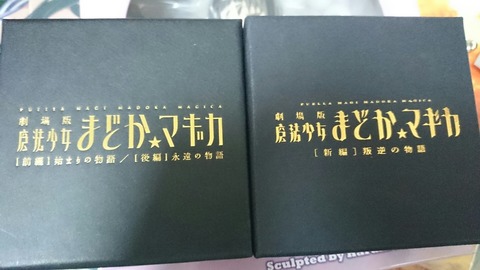 PUELLA MAGI MADOKA MAGICA
劇場版
魔法少女まどか★マギカ
[前編]始まりの物語／[後編]永遠の物語
PUELLA MAGI MADOKA MAGICA
劇場版
魔法少女まどか★マギカ
[新編]叛逆の物語
Sculpted by